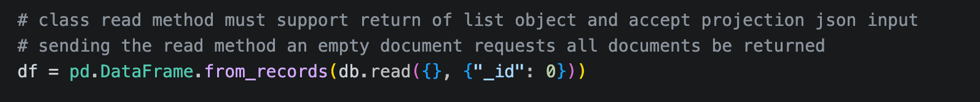 # class read method must support return of list object and accept projection json input
# sending the read method an empty document requests all documents be returned
df = pd.DataFrame.from_records(db.read({}, {"_id": 0}))